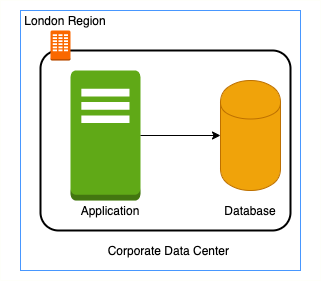 London Region
Application
Database
Corporate Data Center